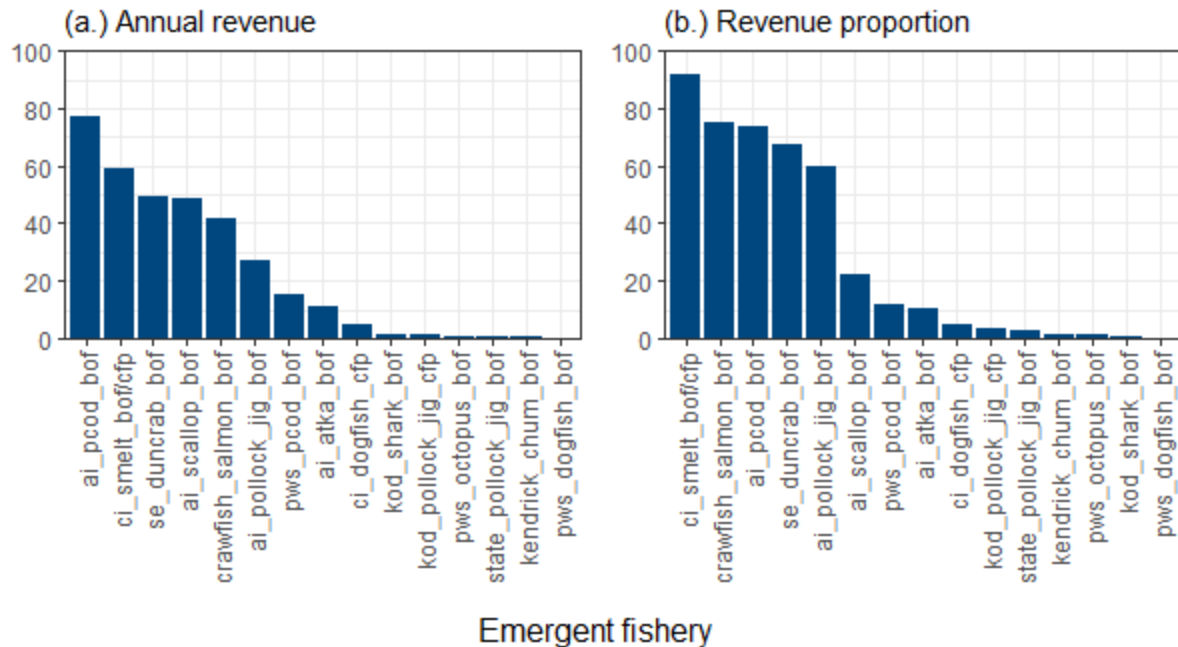 (a.) Annual revenue
100
80
60
40
20
0
ai_pcod_bof
ci_smelt_bof/cfp
se_duncrab_bof
ai_scallop_bof
crawfish_salmon_bof
ai_pollock_jig_bof
pws_pcod_bof
ai_atka_bof
ci_dogfish_cfp
kod_shark_bof
kod_pollock_jig_cfp
pws_octopus_bof
state_pollock_jig_bof
kendrick_chum_bof
pws_dogfish_bof
(b.) Revenue proportion
100
80
60
40
20
0
ci_smelt_bof/cfp
crawfish_salmon_bof
ai_pcod_bof
se_duncrab_bof
ai_pollock_jig_bof
ai_scallop_bof
pws_pcod_bof
ai_atka_bof
ci_dogfish_cfp
kod_pollock_jig_cfp
state_pollock_jig_bof
kendrick_chum_bof
pws_octopus_bof
kod_shark_bof
pws_dogfish_bof
Emergent fishery